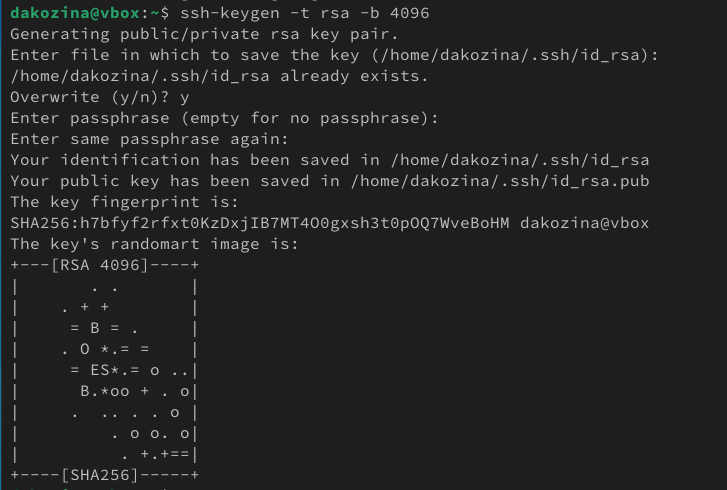 dakozina@vbox:~$ ssh-keygen -t rsa -b 4096
Generating public/private rsa key pair.
Enter file in which to save the key (/home/dakozina/.ssh/id_rsa):
/home/dakozina/.ssh/id_rsa already exists.
Overwrite (y/n)? y
Enter passphrase (empty for no passphrase):
Enter same passphrase again:
Your identification has been saved in /home/dakozina/.ssh/id_rsa
Your public key has been saved in /home/dakozina/.ssh/id_rsa.pub
The key fingerprint is:
SHA256:h7bfyf2rfxt0KzDxjIB7MT4O0gxsh3t0pOQ7WveBoHM dakozina@vbox
The key's randomart image is:
+---[RSA 4096]----+
|       . .       |
|    . + +        |
|     = B = .     |
|    . O *.= =    |
|     = ES*.= o ..|
|      B.*oo + . o|
|     .  .. . . o |
|         . o o. o|
|          . +.+==|
+----[SHA256]-----+